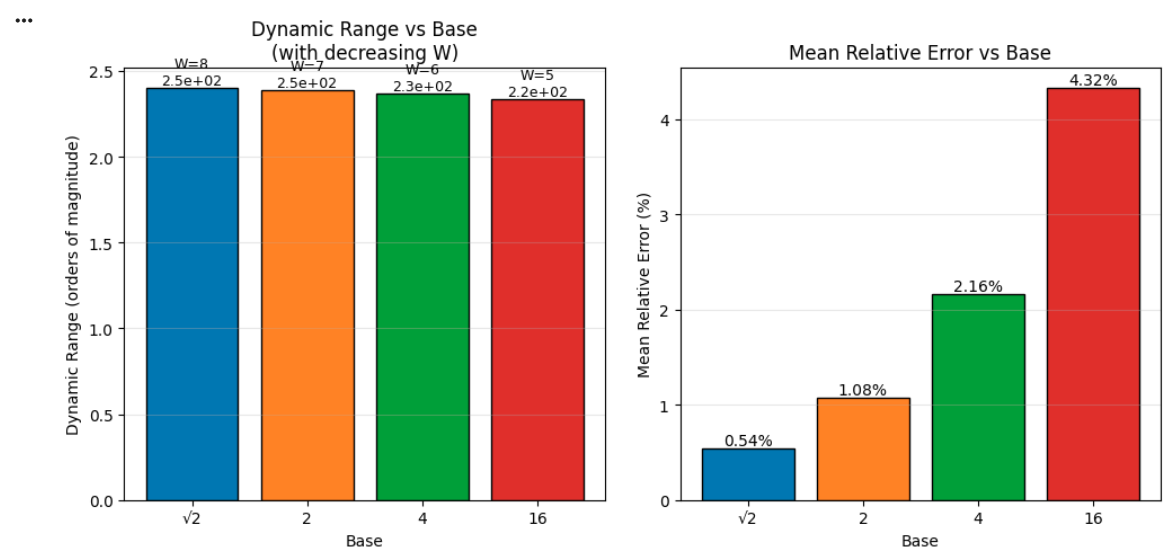 ...
Dynamic Range vs Base
(with decreasing W)
W=8
2.5e+02
W=7
2.5e+02
W=6
2.3e+02
W=5
2.2e+02
2.5
2.0
1.5
1.0
0.5
0.0
Dynamic Range (orders of magnitude)
√2
2
4
16
Base
Mean Relative Error vs Base
0.54%
1.08%
2.16%
4.32%
4
3
2
1
0
Mean Relative Error (%)
√2
2
4
16
Base